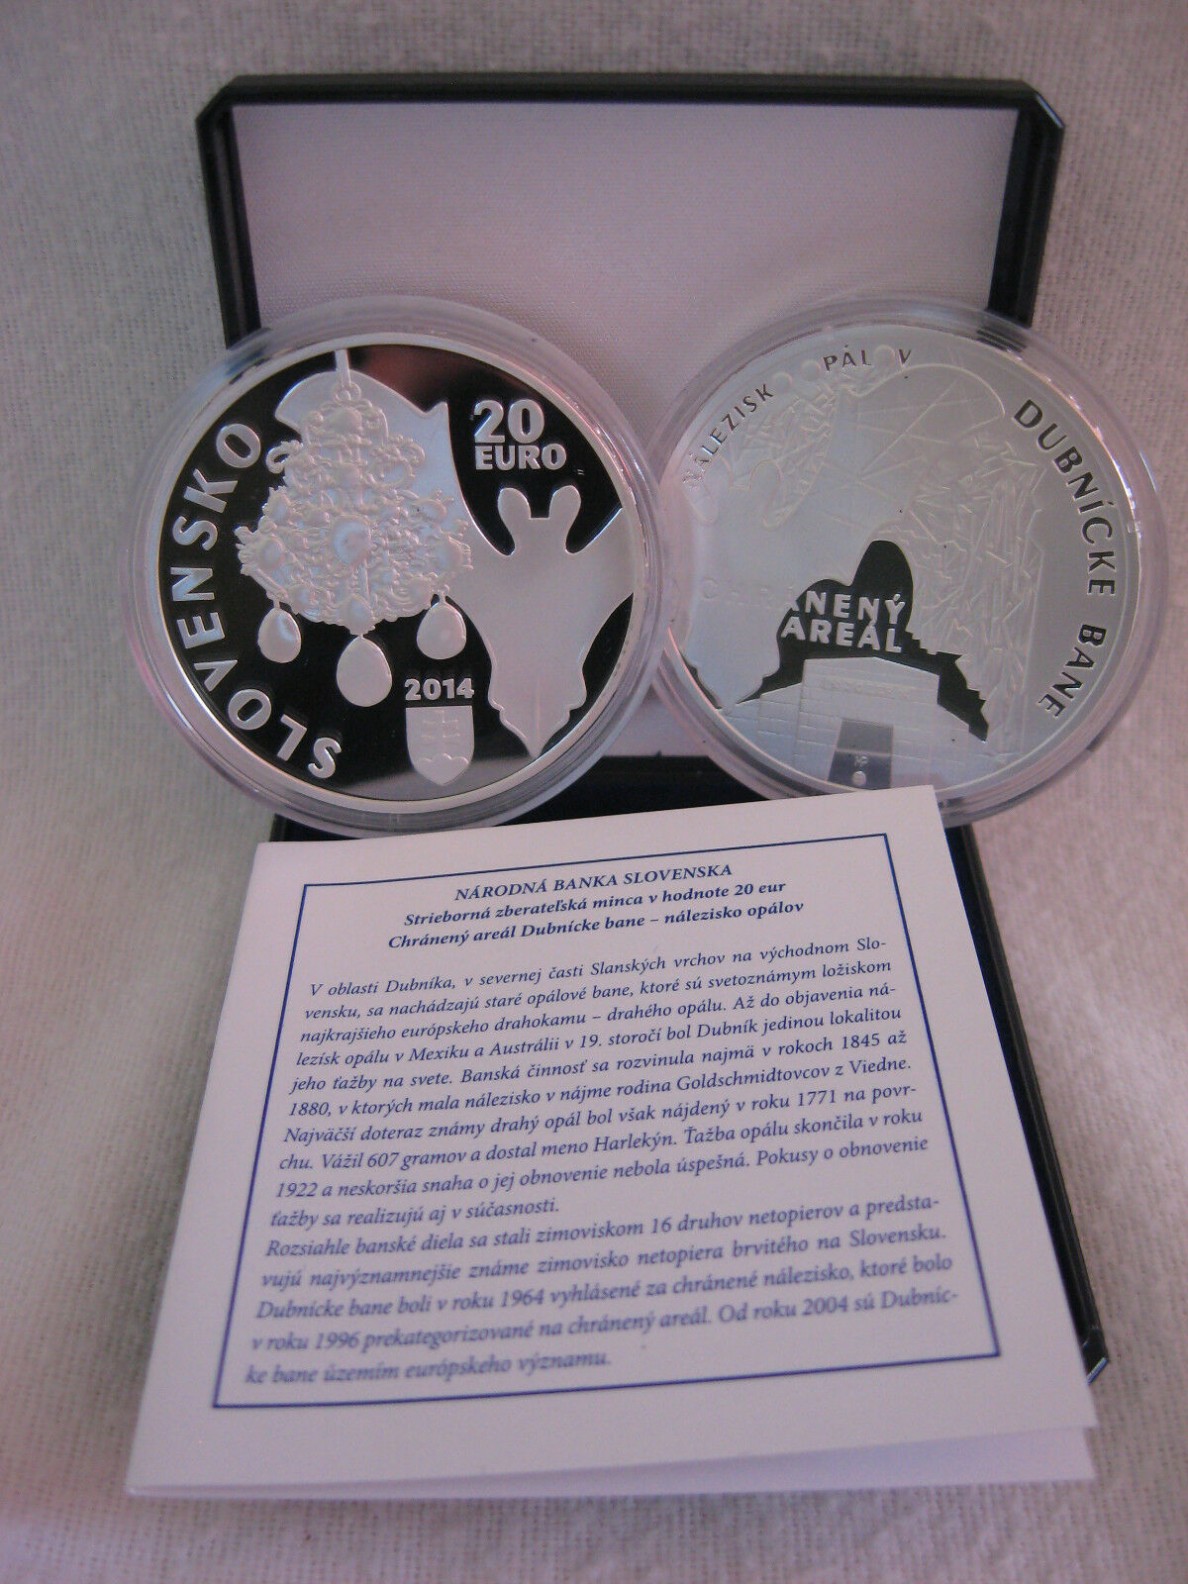 SLOVENSKO
20
EURO
2014
NÁLEZISK PÁL V
DUBNÍCKE BANE
CHRÁNENÝ
AREÁL
NÁRODNÁ BANKA SLOVENSKA
Strieborná zberateľská minca v hodnote 20 eur
Chránený areál Dubnícke bane – nálezisko opálov
V oblasti Dubníka, v severnej časti Slanských vrchov na východnom Slo-
vensku, sa nachádzajú staré opálové bane, ktoré sú svetoznámym ložiskom
najkrajšieho európskeho drahokamu – drahého opálu. Až do objavenia ná-
lezísk opálu v Mexiku a Austrálii v 19. storočí bol Dubník jedinou lokalitou
jeho ťažby na svete. Banská činnosť sa rozvinula najmä v rokoch 1845 až
1880, v ktorých mala nálezisko v nájme rodina Goldschmidtovcov z Viedne.
Najväčší doteraz známy drahý opál bol však nájdený v roku 1771 na povr-
chu. Vážil 607 gramov a dostal meno Harlekýn. Ťažba opálu skončila v roku
1922 a neskoršia snaha o jej obnovenie nebola úspešná. Pokusy o obnovenie
ťažby sa realizujú aj v súčasnosti.
Rozsiahle banské diela sa stali zimoviskom 16 druhov netopierov a predsta-
vujú najvýznamnejšie známe zimovisko netopiera brvitého na Slovensku.
Dubnícke bane boli v roku 1964 vyhlásené za chránené nálezisko, ktoré bolo
v roku 1996 prekategorizované na chránený areál. Od roku 2004 sú Dubníc-
ke bane územím európskeho významu.